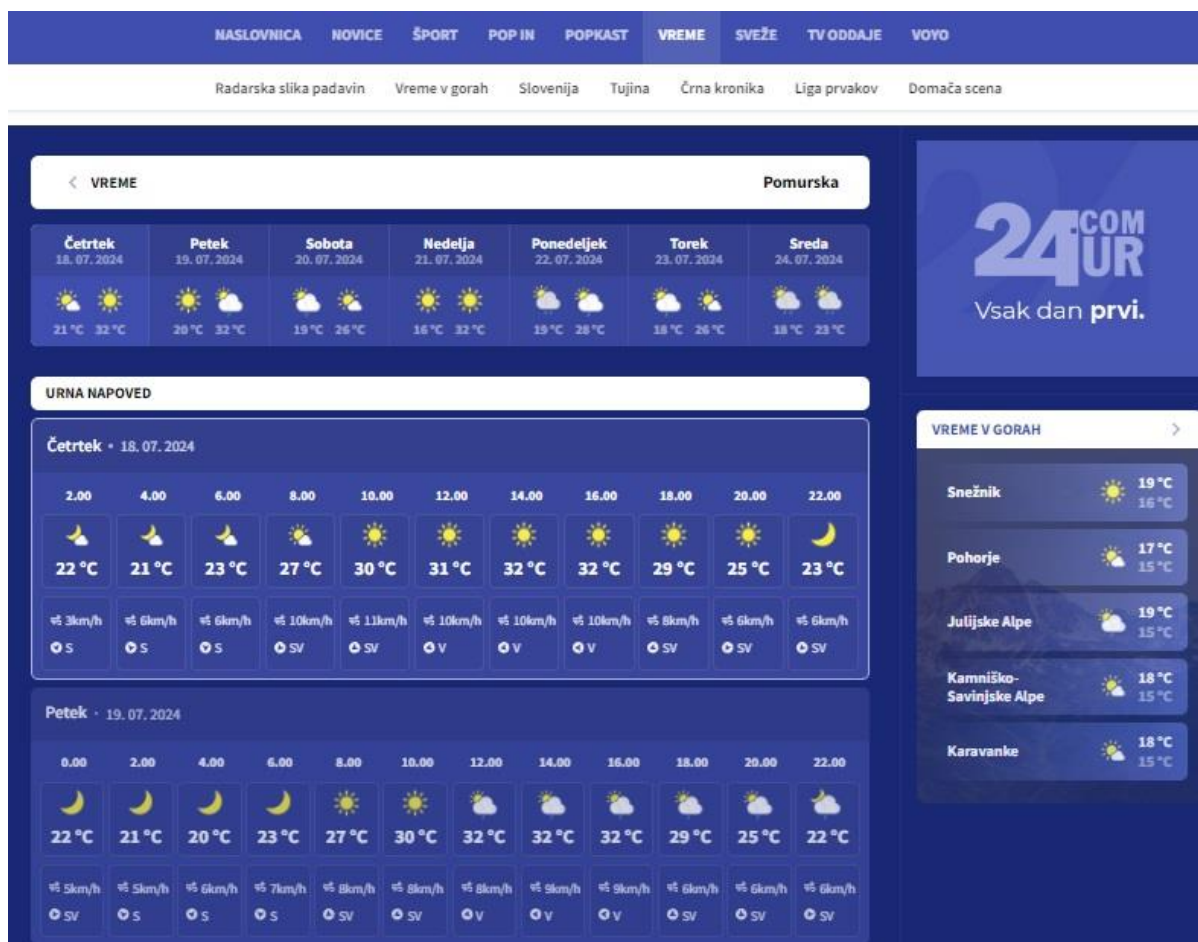 NASLOVNICA NOVICE ŠPORT POP IN POPKAST VREME SVEŽE TV ODDAJE VOYO
Radarska slika padavin Vreme v gorah Slovenija Tujina Črna kronika Liga prvakov Domača scena
VREME Pomurska
Četrtek Petek Sobota Nedelja Ponedeljek Torek Sreda
18. 07. 2024 19. 07. 2024 20. 07. 2024 21. 07. 2024 22. 07. 2024 23. 07. 2024 24. 07. 2024
21 °C 32 °C 20 °C 32 °C 19 °C 26 °C 16 °C 32 °C 19 °C 28 °C 18 °C 26 °C 18 °C 23 °C
URNA NAPOVED
Četrtek • 18. 07. 2024
2.00 4.00 6.00 8.00 10.00 12.00 14.00 16.00 18.00 20.00 22.00
22 °C 21 °C 23 °C 27 °C 30 °C 31 °C 32 °C 32 °C 29 °C 25 °C 23 °C
3km/h 6km/h 6km/h 10km/h 11km/h 10km/h 10km/h 10km/h 8km/h 6km/h 6km/h
S S S SV SV V V V SV SV SV
Petek • 19. 07. 2024
0.00 2.00 4.00 6.00 8.00 10.00 12.00 14.00 16.00 18.00 20.00 22.00
22 °C 21 °C 20 °C 23 °C 27 °C 30 °C 32 °C 32 °C 32 °C 29 °C 25 °C 22 °C
5km/h 5km/h 6km/h 7km/h 8km/h 8km/h 8km/h 9km/h 9km/h 6km/h 6km/h 6km/h
SV S S S SV SV V V V SV SV SV
24 .COM
UR
Vsak dan prvi.
VREME V GORAH
Snežnik 19 °C
16 °C
Pohorje 17 °C
15 °C
Julijske Alpe 19 °C
15 °C
Kamniško- 18 °C
Savinjske Alpe 15 °C
Karavanke 18 °C
15 °C